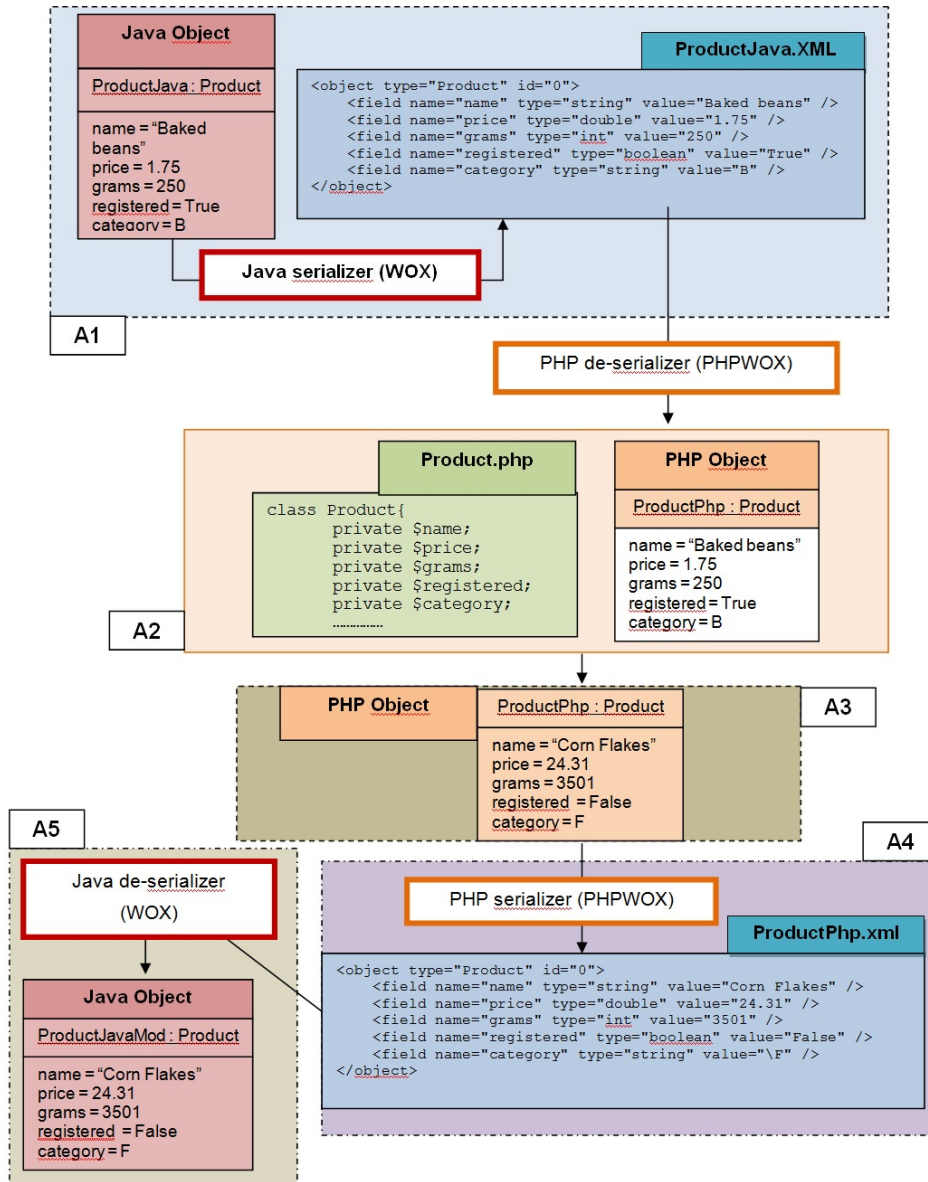 Java Object
ProductJava : Product
name = “Baked
beans”
price = 1.75
grams = 250
registered = True
category = B
ProductJava.XML
<object type="Product" id="0">
<field name="name" type="string" value="Baked beans" />
<field name="price" type="double" value="1.75" />
<field name="grams" type="int" value="250" />
<field name="registered" type="boolean" value="True" />
<field name="category" type="string" value="B" />
</object>
Java serializer (WOX)
A1
PHP de-serializer (PHPWOX)
Product.php
class Product{
private $name;
private $price;
private $grams;
private $registered;
private $category;
……………
PHP Object
ProductPhp : Product
name = “Baked beans”
price = 1.75
grams = 250
registered = True
category = B
A2
PHP Object
ProductPhp : Product
name = “Corn Flakes”
price = 24.31
grams = 3501
registered = False
category = F
A3
A5
Java de-serializer
(WOX)
Java Object
ProductJavaMod : Product
name = “Corn Flakes”
price = 24.31
grams = 3501
registered = False
category = F
A4
PHP serializer (PHPWOX)
ProductPhp.xml
<object type="Product" id="0">
<field name="name" type="string" value="Corn Flakes" />
<field name="price" type="double" value="24.31" />
<field name="grams" type="int" value="3501" />
<field name="registered" type="boolean" value="False" />
<field name="category" type="string" value="\F" />
</object>